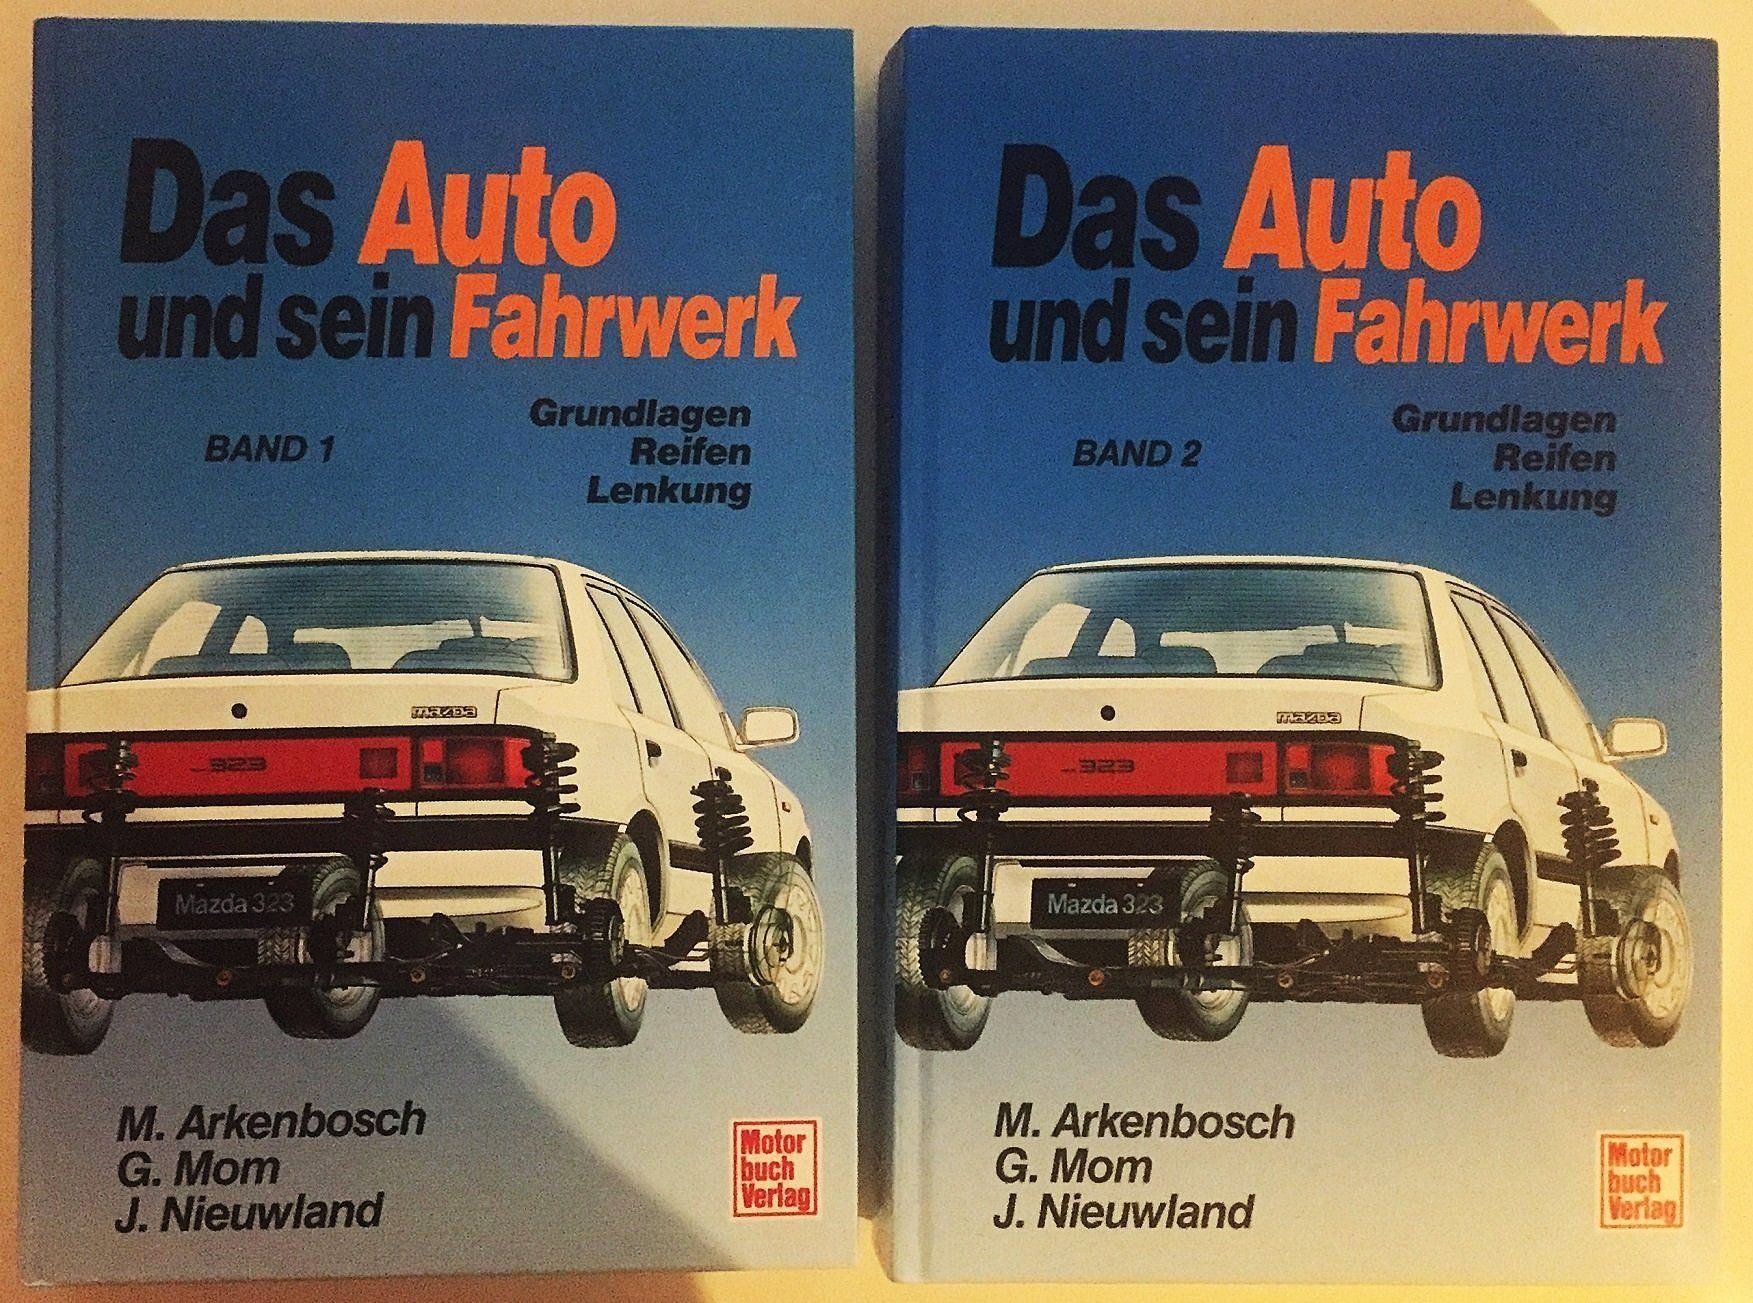 Das Auto
und sein Fahrwerk
BAND 1
Grundlagen
Reifen
Lenkung
mazda
323
Mazda 323
M. Arkenbosch
G. Mom
J. Nieuwland
Motor
buch
Verlag
Das Auto
und sein Fahrwerk
BAND 2
Grundlagen
Reifen
Lenkung
mazda
323
Mazda 323
M. Arkenbosch
G. Mom
J. Nieuwland
Motor
buch
Verlag